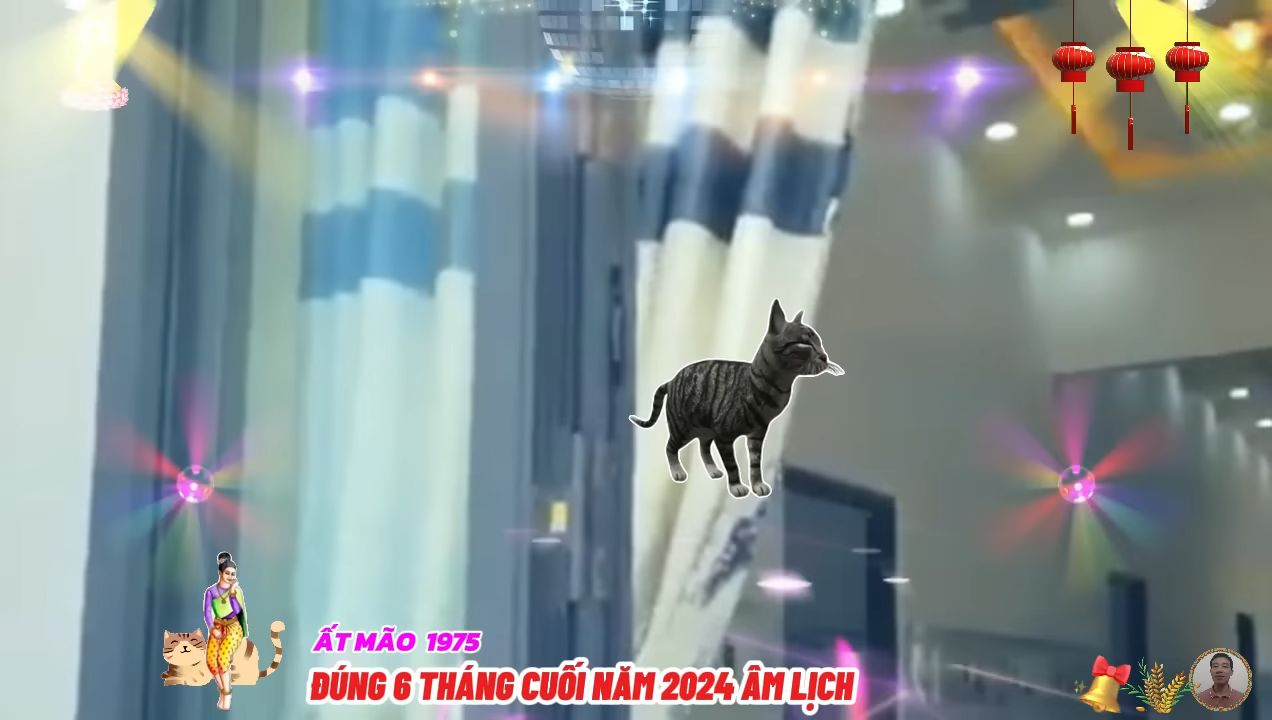 ẤT MÃO 1975
ĐÚNG 6 THÁNG CUỐI NĂM 2024 ÂM LỊCH